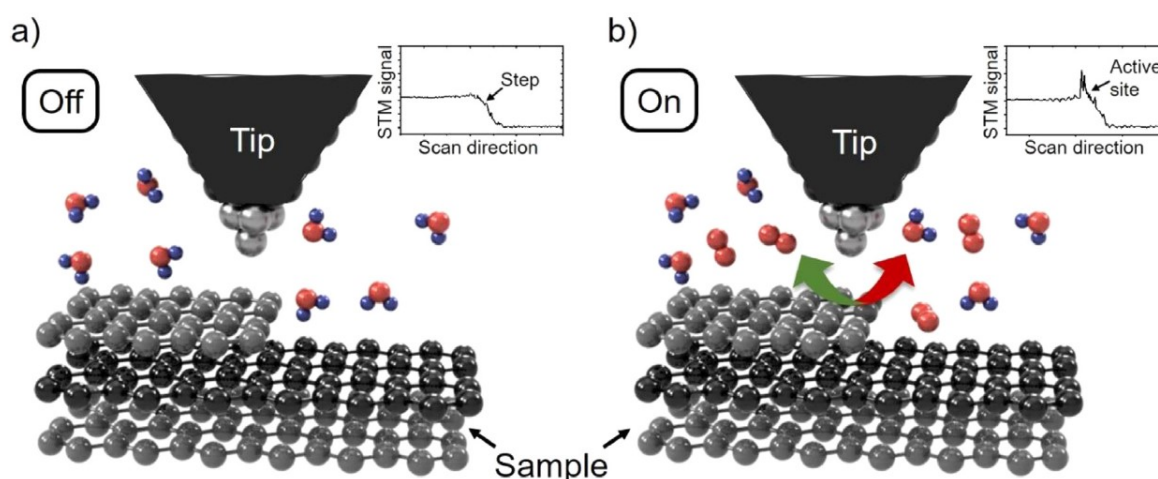 a)
Off
Tip
STM signal
Step
Scan direction
b)
On
Tip
STM signal
Active
site
Scan direction
Sample